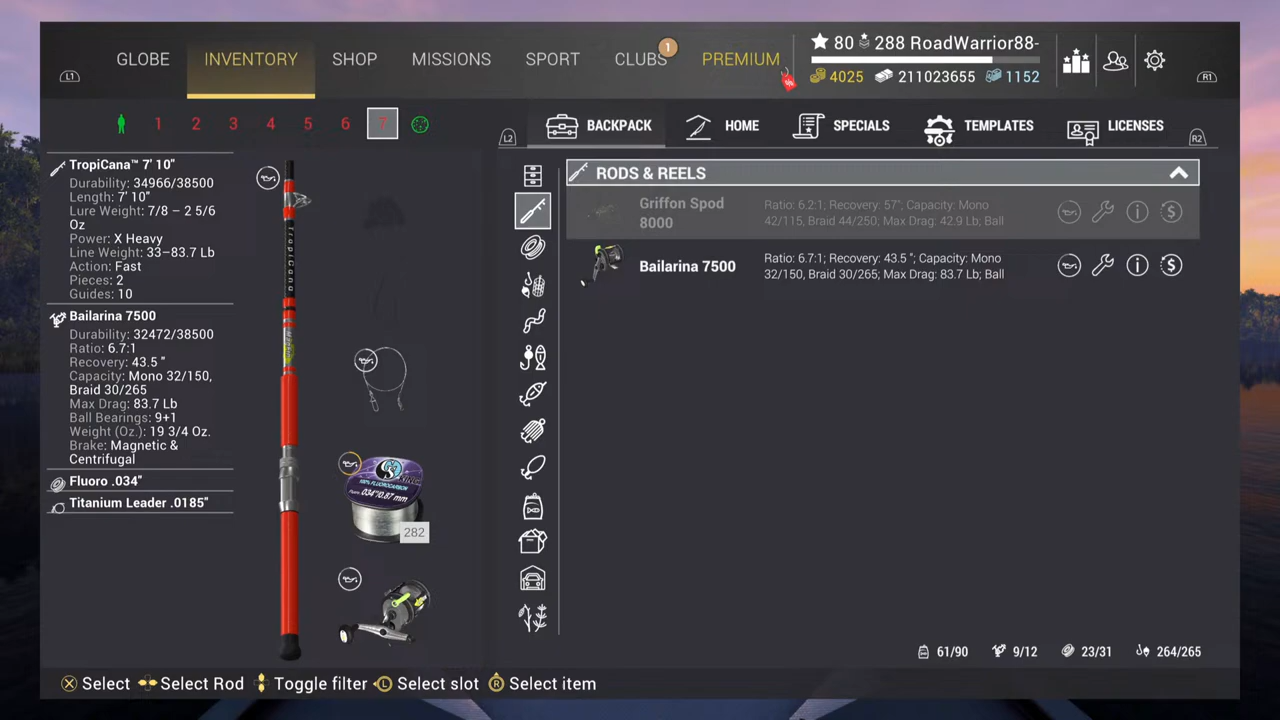 GLOBE INVENTORY SHOP MISSIONS SPORT CLUBS 1 PREMIUM
80 288 RoadWarrior88-
4025 211023655 1152
L1
R1
1 2 3 4 5 6 7
L2 BACKPACK HOME SPECIALS TEMPLATES LICENSES R2
TropiCana™ 7' 10"
Durability: 34966/38500
Length: 7' 10"
Lure Weight: 7/8 – 2 5/6
Oz
Power: X Heavy
Line Weight: 33–83.7 Lb
Action: Fast
Pieces: 2
Guides: 10
Bailarina 7500
Durability: 32472/38500
Ratio: 6.7:1
Recovery: 43.5 "
Capacity: Mono 32/150,
Braid 30/265
Max Drag: 83.7 Lb
Ball Bearings: 9+1
Weight (Oz.): 19 3/4 Oz.
Brake: Magnetic &
Centrifugal
Fluoro .034"
Titanium Leader .0185"
TropiCana
100% FLUOROCARBON
.034"/0.87 mm
282
RODS & REELS
Griffon Spod
8000
Ratio: 6.2:1; Recovery: 57"; Capacity: Mono
42/115, Braid 44/250; Max Drag: 42.9 Lb; Ball
Bailarina 7500
Ratio: 6.7:1; Recovery: 43.5 "; Capacity: Mono
32/150, Braid 30/265; Max Drag: 83.7 Lb; Ball
61/90 9/12 23/31 264/265
Select Select Rod Toggle filter L Select slot R Select item